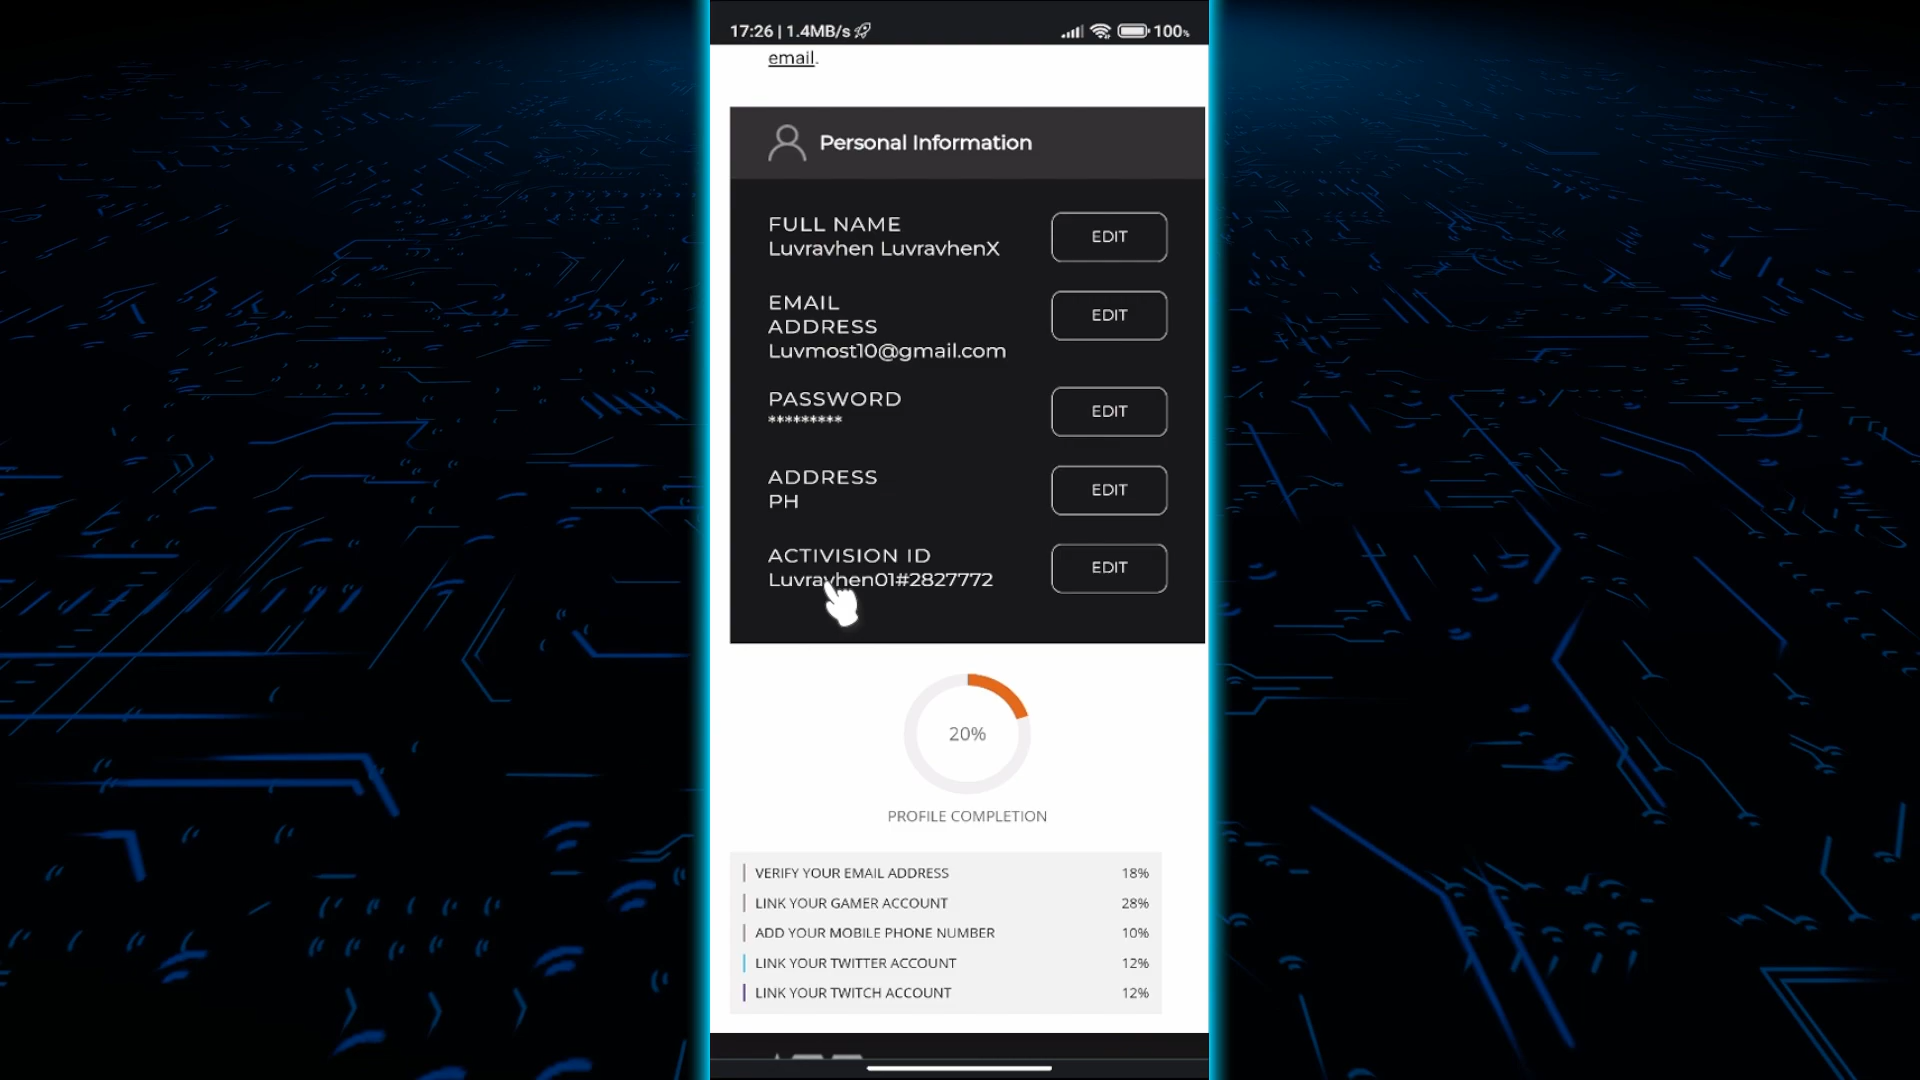 17:26 | 1.4MB/s 100%
email.
Personal Information
FULL NAME
Luvravhen LuvravhenX
EDIT
EMAIL
ADDRESS
Luvmost10@gmail.com
EDIT
PASSWORD
*********
EDIT
ADDRESS
PH
EDIT
ACTIVISION ID
Luvravhen01#2827772
EDIT
20%
PROFILE COMPLETION
VERIFY YOUR EMAIL ADDRESS 18%
LINK YOUR GAMER ACCOUNT 28%
ADD YOUR MOBILE PHONE NUMBER 10%
LINK YOUR TWITTER ACCOUNT 12%
LINK YOUR TWITCH ACCOUNT 12%